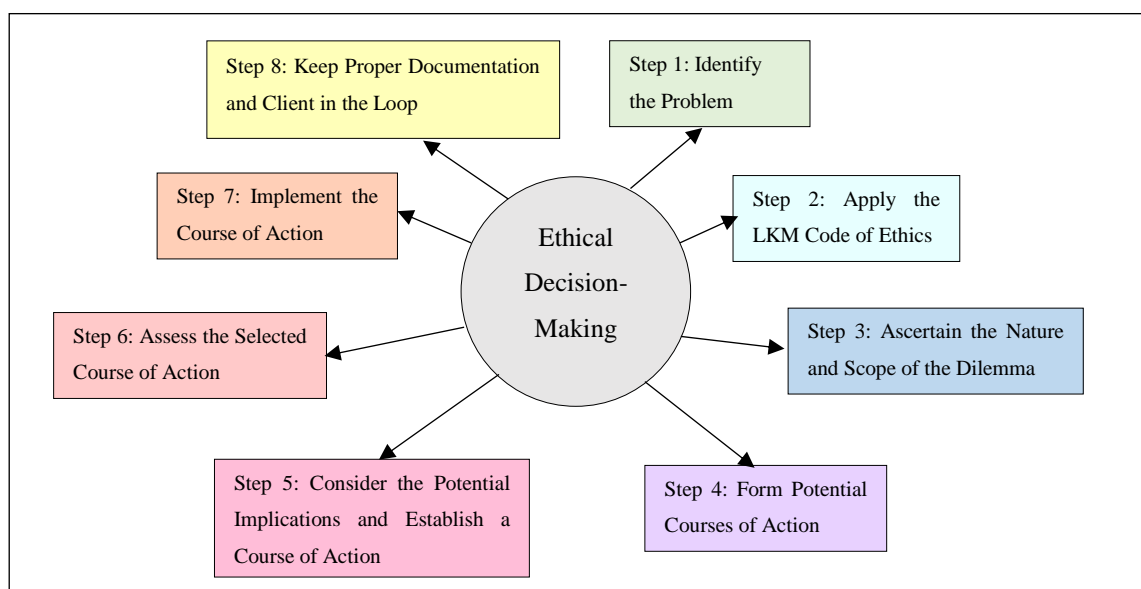 Step 8: Keep Proper Documentation
and Client in the Loop
Step 1: Identify
the Problem
Step 7: Implement the
Course of Action
Ethical
Decision-
Making
Step 2: Apply the
LKM Code of Ethics
Step 6: Assess the Selected
Course of Action
Step 3: Ascertain the Nature
and Scope of the Dilemma
Step 5: Consider the Potential
Implications and Establish a
Course of Action
Step 4: Form Potential
Courses of Action